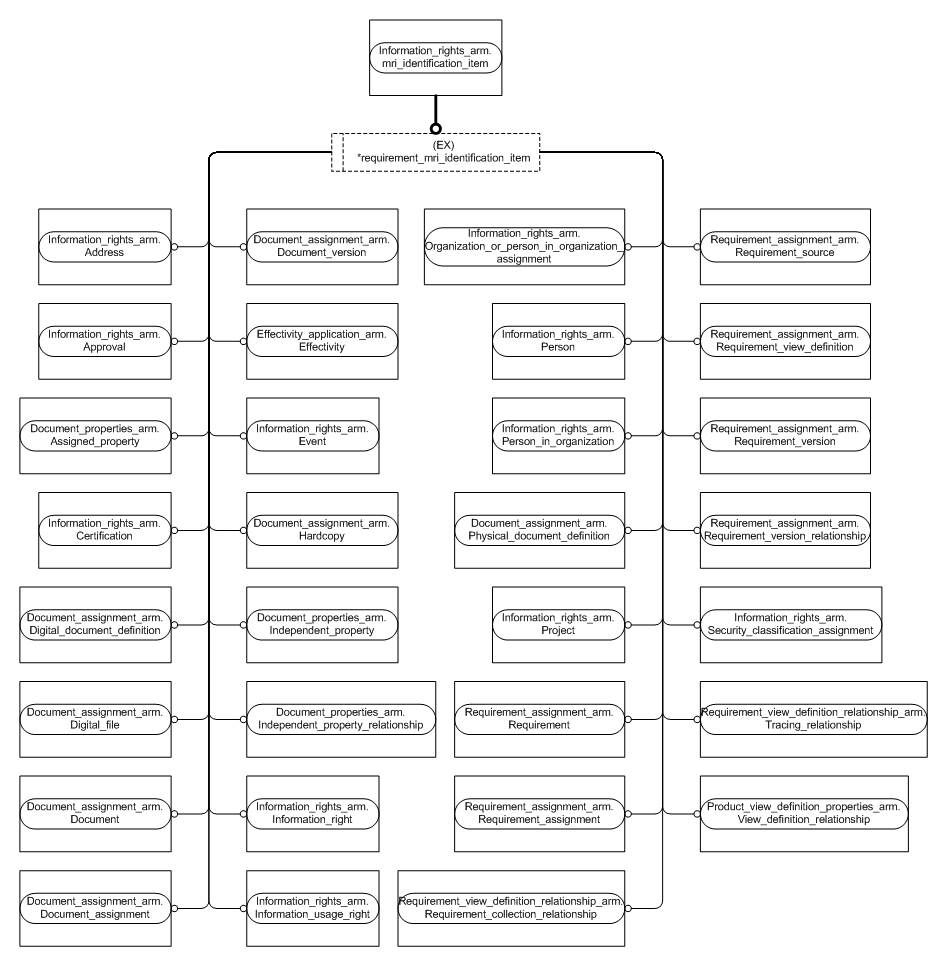 Information_rights_arm.
mri_identification_item
(EX)
*requirement_mri_identification_item
Information_rights_arm.
Address
Document_assignment_arm.
Document_version
Information_rights_arm.
Organization_or_person_in_organization_
assignment
Requirement_assignment_arm.
Requirement_source
Information_rights_arm.
Approval
Effectivity_application_arm.
Effectivity
Information_rights_arm.
Person
Requirement_assignment_arm.
Requirement_view_definition
Document_properties_arm.
Assigned_property
Information_rights_arm.
Event
Information_rights_arm.
Person_in_organization
Requirement_assignment_arm.
Requirement_version
Information_rights_arm.
Certification
Document_assignment_arm.
Hardcopy
Document_assignment_arm.
Physical_document_definition
Requirement_assignment_arm.
Requirement_version_relationship
Document_assignment_arm.
Digital_document_definition
Document_properties_arm.
Independent_property
Information_rights_arm.
Project
Information_rights_arm.
Security_classification_assignment
Document_assignment_arm.
Digital_file
Document_properties_arm.
Independent_property_relationship
Requirement_assignment_arm.
Requirement
Requirement_view_definition_relationship_arm.
Tracing_relationship
Document_assignment_arm.
Document
Information_rights_arm.
Information_right
Requirement_assignment_arm.
Requirement_assignment
Product_view_definition_properties_arm.
View_definition_relationship
Document_assignment_arm.
Document_assignment
Information_rights_arm.
Information_usage_right
Requirement_view_definition_relationship_arm.
Requirement_collection_relationship